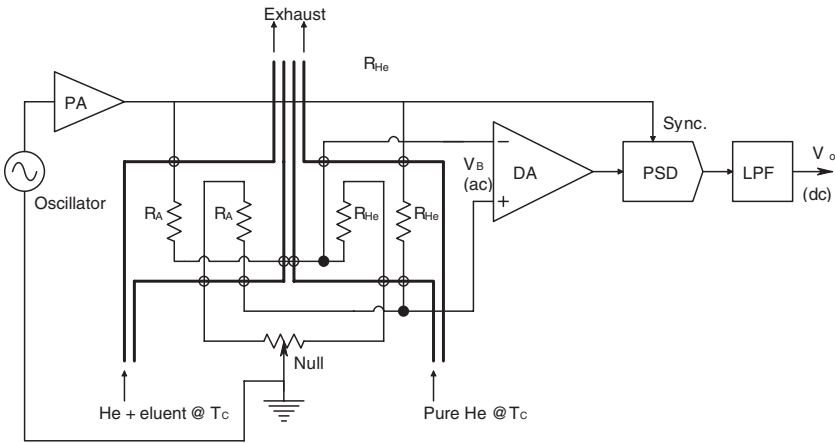 Exhaust
RHe
PA
Sync.
Oscillator
RA
RA
RHe
RHe
VB
(ac)
−
+
DA
PSD
LPF
Vo
(dc)
Null
He + eluent @ TC
Pure He @TC